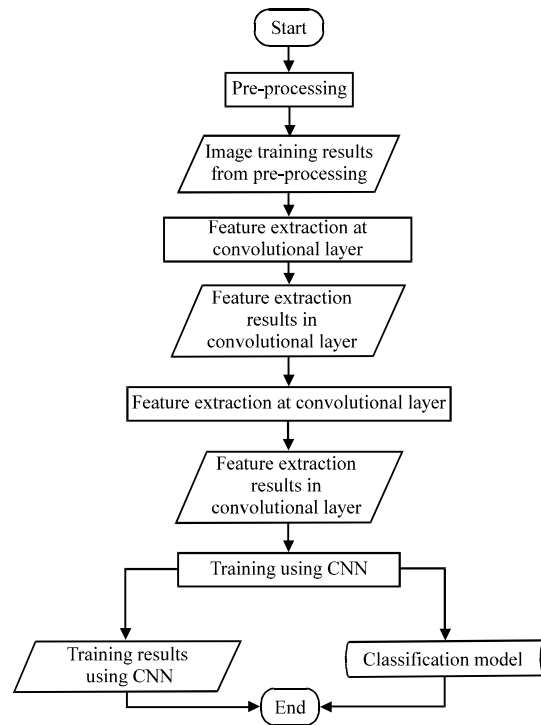 Start
Pre-processing
Image training results
from pre-processing
Feature extraction at
convolutional layer
Feature extraction
results in
convolutional layer
Feature extraction at convolutional layer
Feature extraction
results in
convolutional layer
Training using CNN
Training results
using CNN
Classification model
End